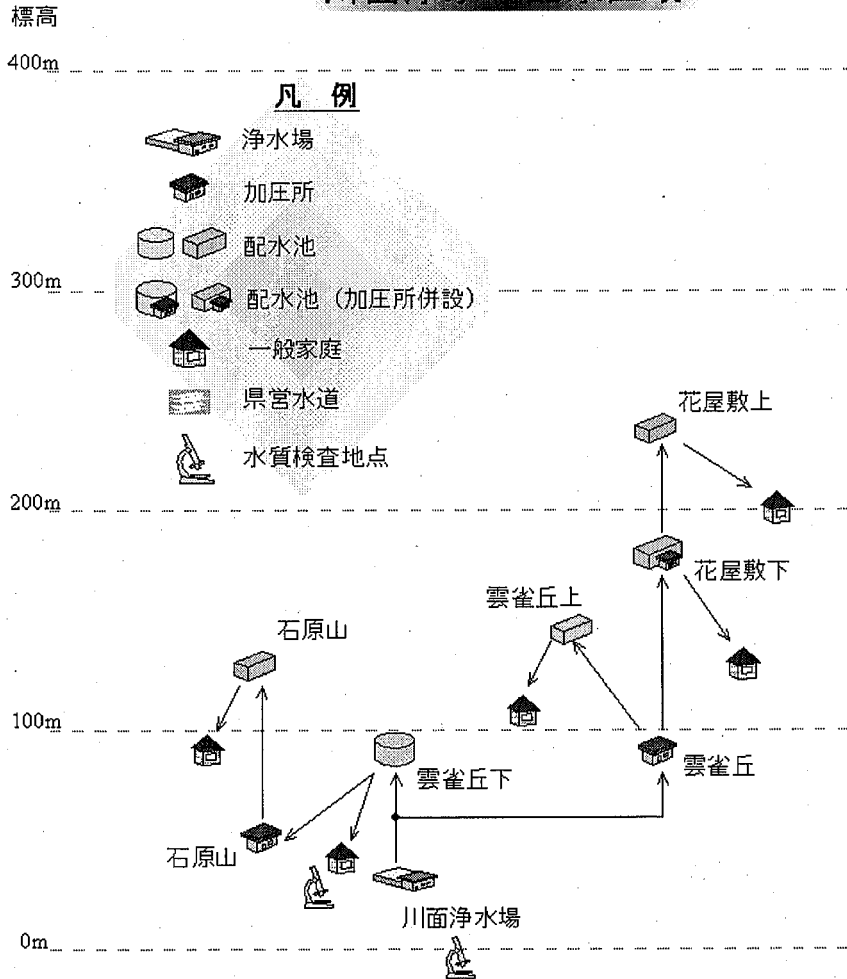 標高
400m
凡 例
浄水場
加圧所
配水池
300m
配水池（加圧所併設）
一般家庭
県営水道
水質検査地点
花屋敷上
200m
花屋敷下
雲雀丘上
石原山
100m
雲雀丘下
雲雀丘
石原山
川面浄水場
0m